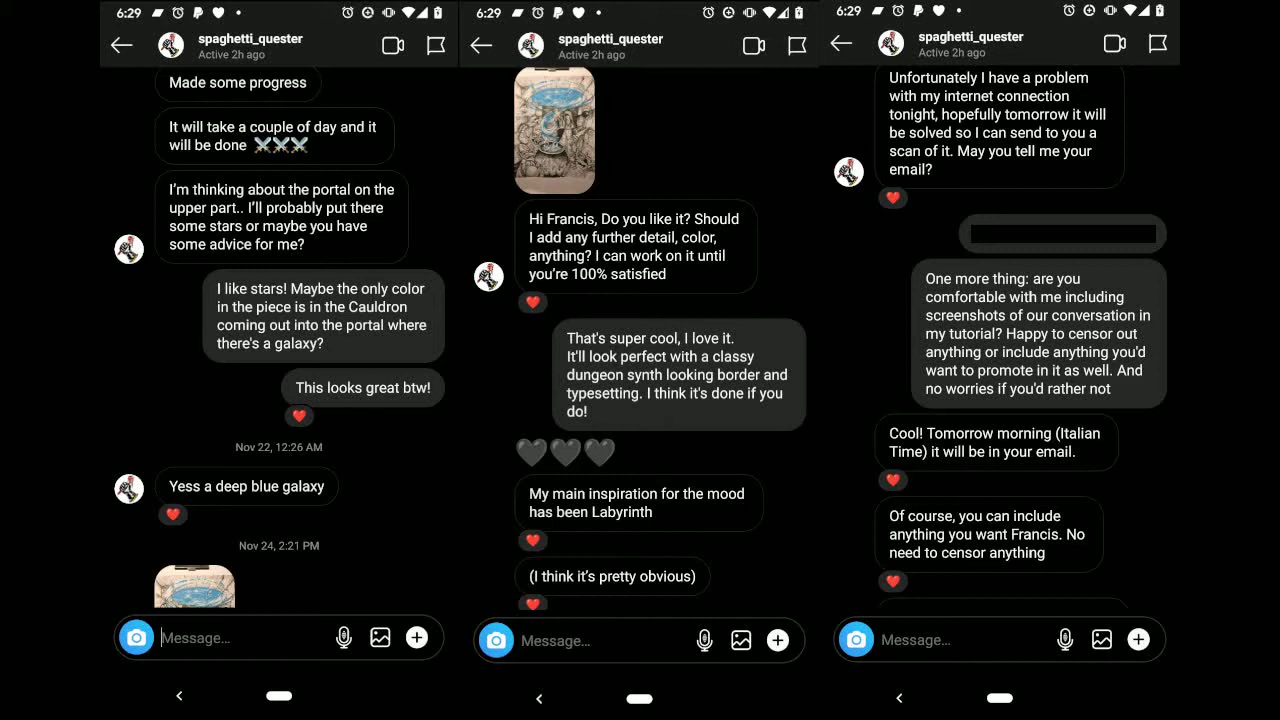 6:29
spaghetti_quester
Active 2h ago
Made some progress
It will take a couple of day and it
will be done ⚔️⚔️⚔️
I'm thinking about the portal on the
upper part.. I'll probably put there
some stars or maybe you have
some advice for me?
I like stars! Maybe the only color
in the piece is in the Cauldron
coming out into the portal where
there's a galaxy?
This looks great btw!
Nov 22, 12:26 AM
Yess a deep blue galaxy
Nov 24, 2:21 PM
Message...
6:29
spaghetti_quester
Active 2h ago
Hi Francis, Do you like it? Should
I add any further detail, color,
anything? I can work on it until
you're 100% satisfied
That's super cool, I love it.
It'll look perfect with a classy
dungeon synth looking border and
typesetting. I think it's done if you
do!
🖤🖤🖤
My main inspiration for the mood
has been Labyrinth
(I think it's pretty obvious)
Message...
6:29
spaghetti_quester
Active 2h ago
Unfortunately I have a problem
with my internet connection
tonight, hopefully tomorrow it will
be solved so I can send to you a
scan of it. May you tell me your
email?
One more thing: are you
comfortable with me including
screenshots of our conversation in
my tutorial? Happy to censor out
anything or include anything you'd
want to promote in it as well. And
no worries if you'd rather not
Cool! Tomorrow morning (Italian
Time) it will be in your email.
Of course, you can include
anything you want Francis. No
need to censor anything
Message...